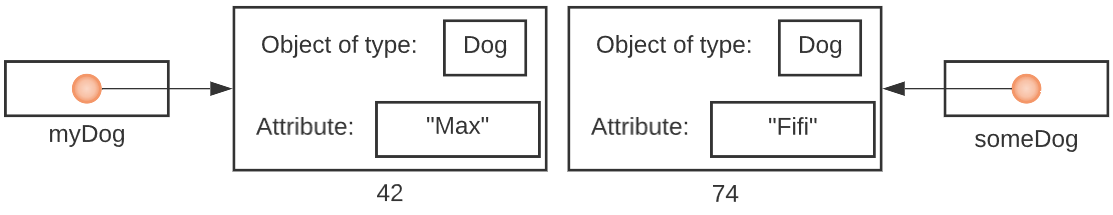 Object of type: Dog
Attribute: "Max"
myDog
42
Object of type: Dog
Attribute: "Fifi"
someDog
74